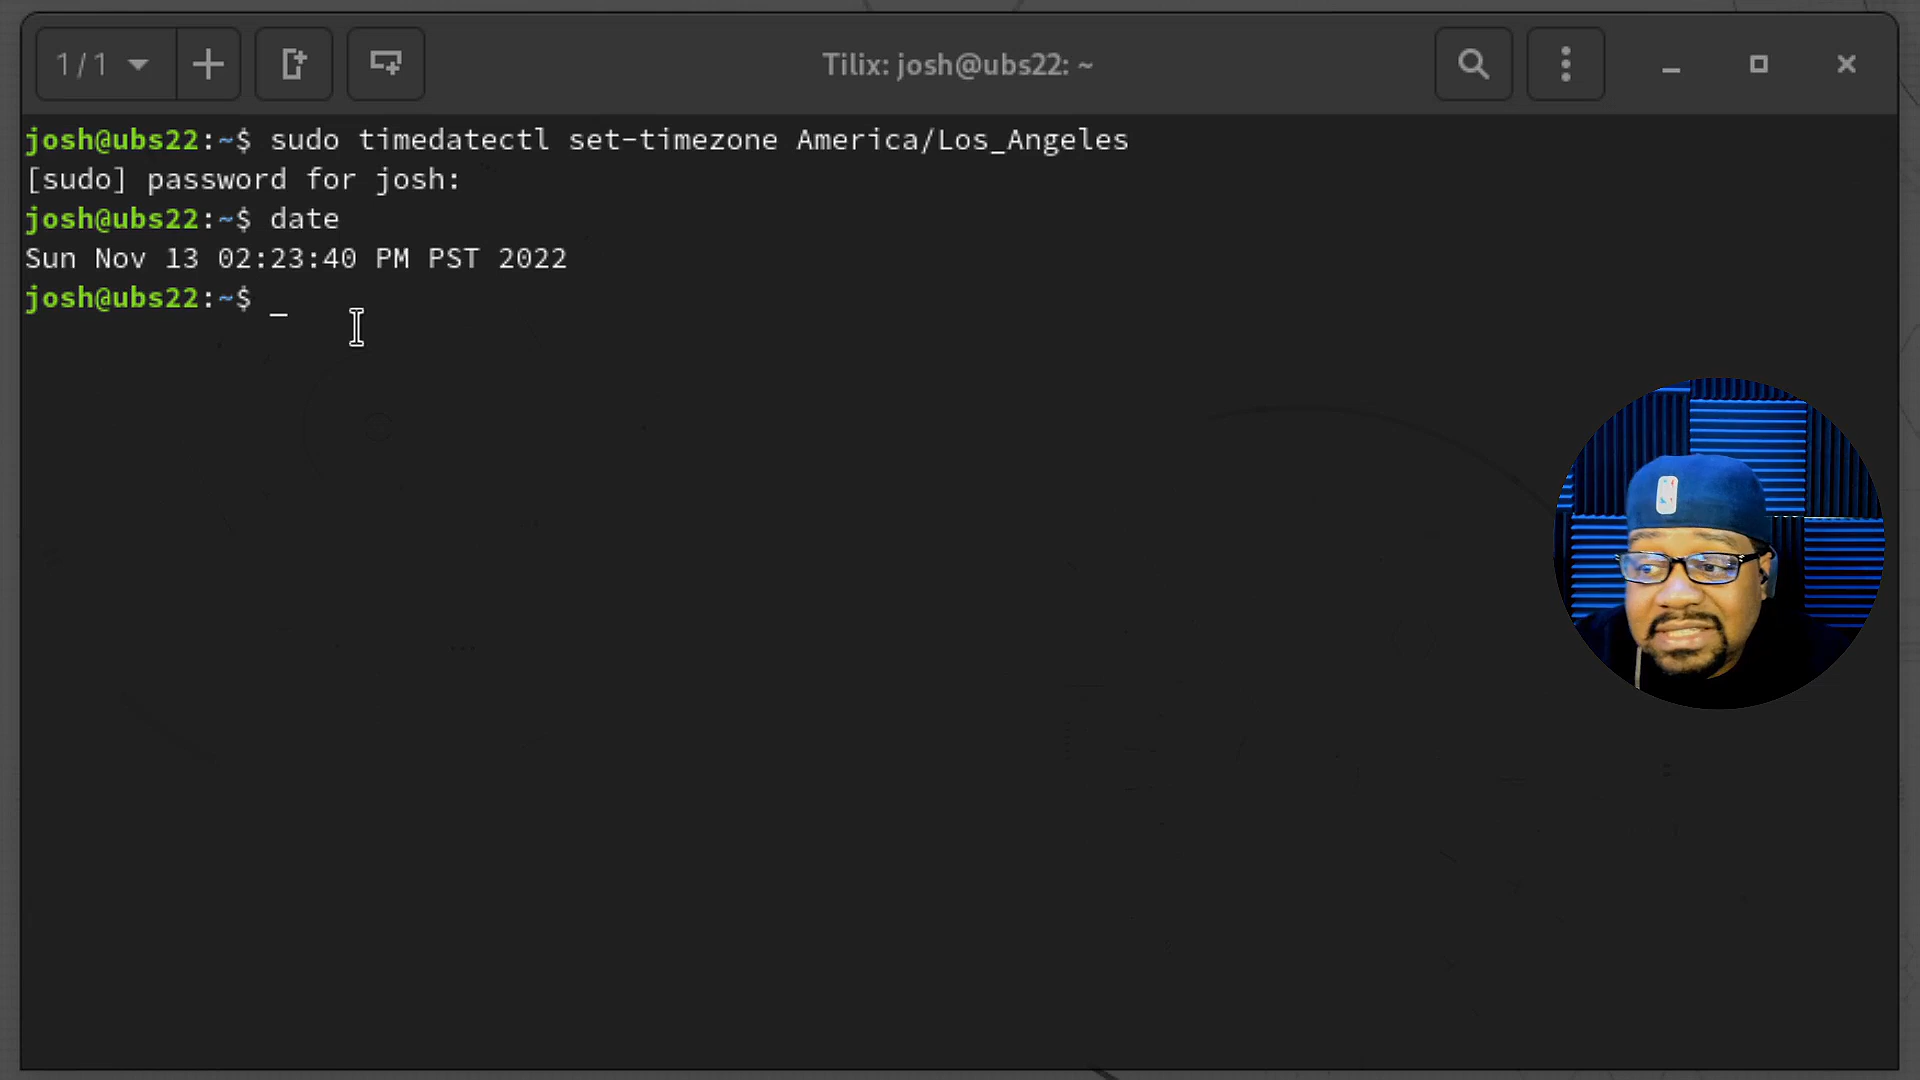 1/1
Tilix: josh@ubs22: ~
josh@ubs22:~$ sudo timedatectl set-timezone America/Los_Angeles
[sudo] password for josh:
josh@ubs22:~$ date
Sun Nov 13 02:23:40 PM PST 2022
josh@ubs22:~$ _